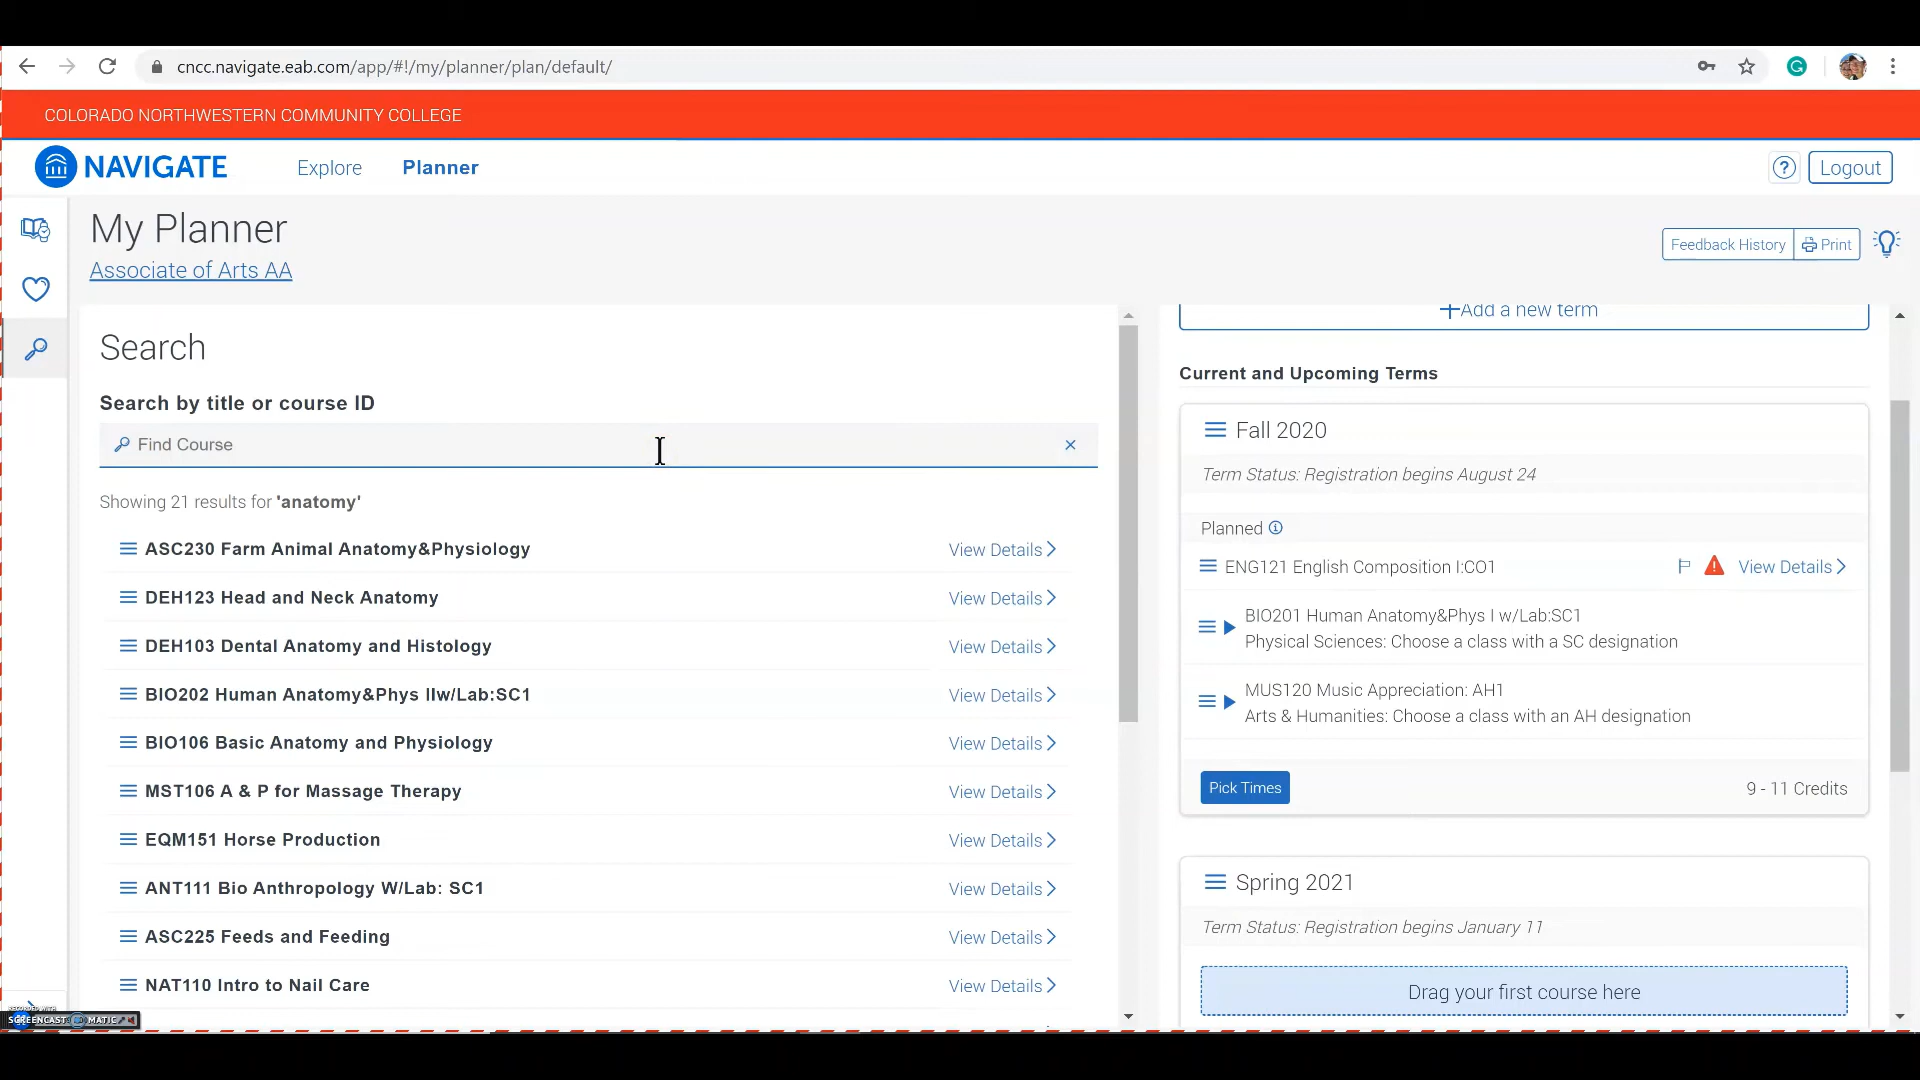 cncc.navigate.eab.com/app/#!/my/planner/plan/default/
COLORADO NORTHWESTERN COMMUNITY COLLEGE
NAVIGATE
Explore
Planner
?
Logout
My Planner
Associate of Arts AA
Feedback History
Print
Search
Search by title or course ID
Find Course
Showing 21 results for 'anatomy'
ASC230 Farm Animal Anatomy&Physiology
View Details
DEH123 Head and Neck Anatomy
View Details
DEH103 Dental Anatomy and Histology
View Details
BIO202 Human Anatomy&Phys IIw/Lab:SC1
View Details
BIO106 Basic Anatomy and Physiology
View Details
MST106 A & P for Massage Therapy
View Details
EQM151 Horse Production
View Details
ANT111 Bio Anthropology W/Lab: SC1
View Details
ASC225 Feeds and Feeding
View Details
NAT110 Intro to Nail Care
View Details
+Add a new term
Current and Upcoming Terms
Fall 2020
Term Status: Registration begins August 24
Planned
ENG121 English Composition I:CO1
View Details
BIO201 Human Anatomy&Phys I w/Lab:SC1
Physical Sciences: Choose a class with a SC designation
MUS120 Music Appreciation: AH1
Arts & Humanities: Choose a class with an AH designation
Pick Times
9 - 11 Credits
Spring 2021
Term Status: Registration begins January 11
Drag your first course here
RECORDED WITH
SCREENCAST MATIC